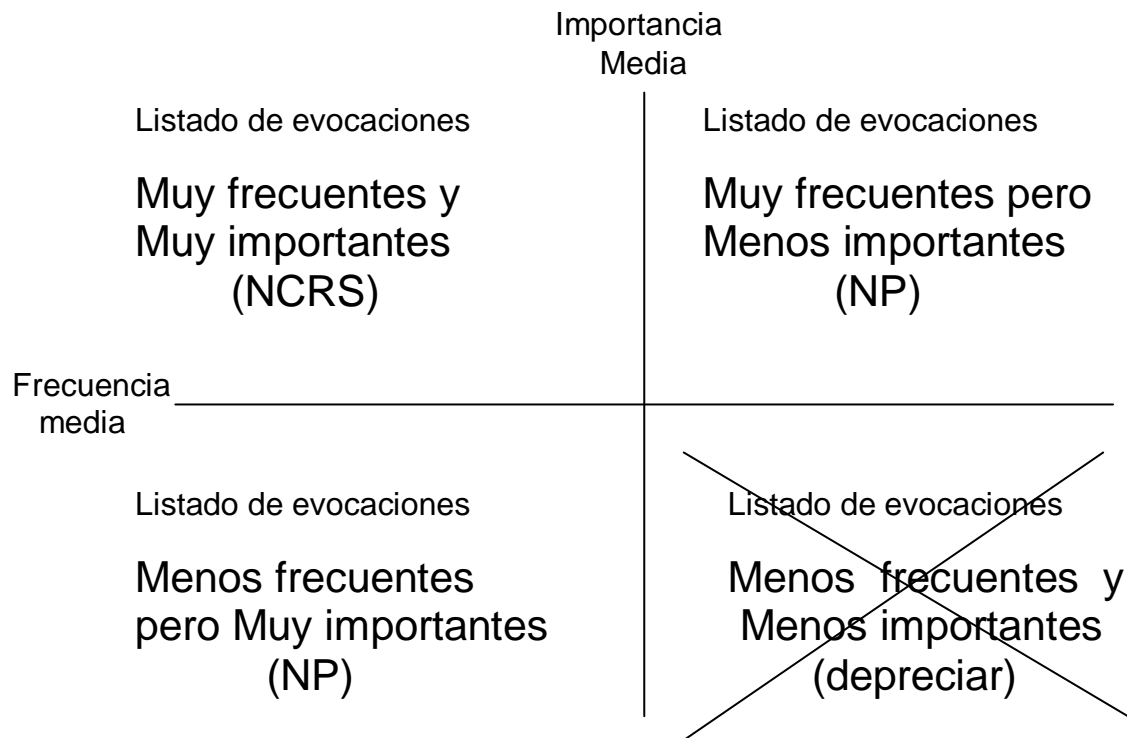 Importancia
Media
Listado de evocaciones
Muy frecuentes y
Muy importantes
(NCRS)
Listado de evocaciones
Muy frecuentes pero
Menos importantes
(NP)
Frecuencia
media
Listado de evocaciones
Menos frecuentes
pero Muy importantes
(NP)
Listado de evocaciones
Menos frecuentes y
Menos importantes
(depreciar)